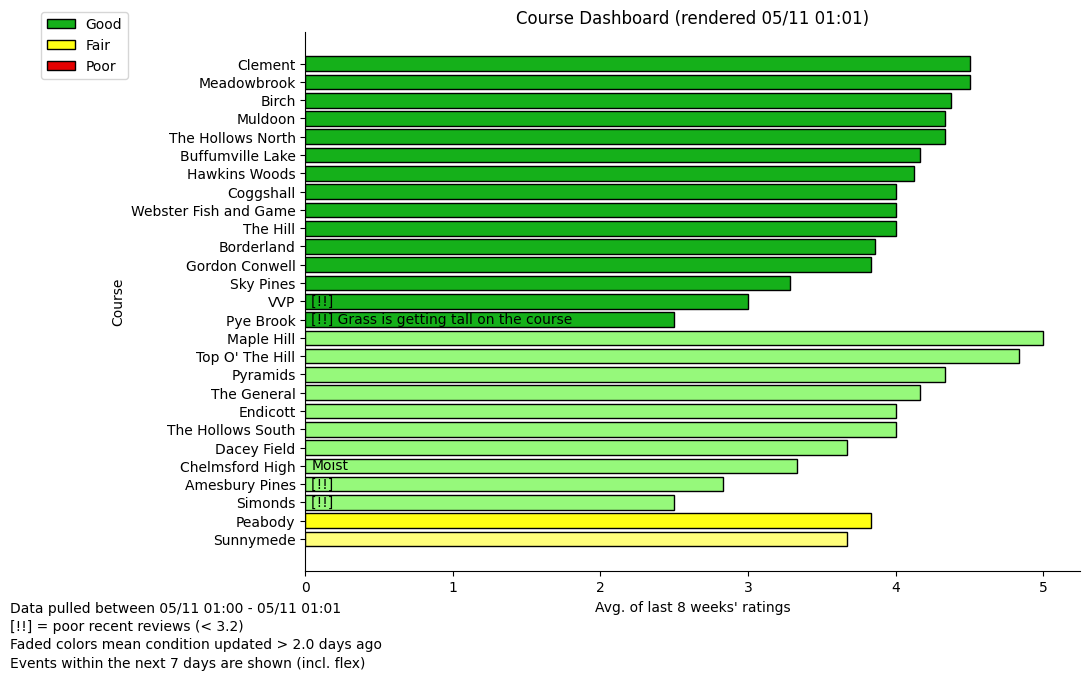 Good
Fair
Poor
Course Dashboard (rendered 05/11 01:01)
Course
Clement
Meadowbrook
Birch
Muldoon
The Hollows North
Buffumville Lake
Hawkins Woods
Coggshall
Webster Fish and Game
The Hill
Borderland
Gordon Conwell
Sky Pines
VVP [!!]
Pye Brook [!!] Grass is getting tall on the course
Maple Hill
Top O' The Hill
Pyramids
The General
Endicott
The Hollows South
Dacey Field
Chelmsford High Moist
Amesbury Pines [!!]
Simonds [!!]
Peabody
Sunnymede
0 1 2 3 4 5
Avg. of last 8 weeks' ratings
Data pulled between 05/11 01:00 - 05/11 01:01
[!!] = poor recent reviews (< 3.2)
Faded colors mean condition updated > 2.0 days ago
Events within the next 7 days are shown (incl. flex)